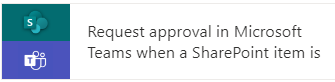 Request approval in Microsoft
Teams when a SharePoint item is